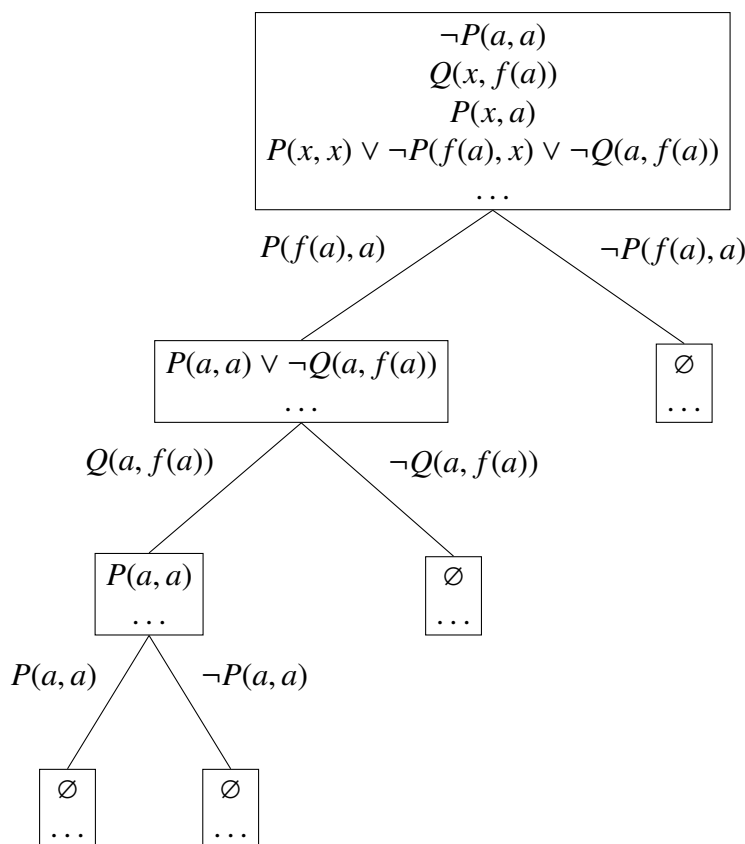 ¬P(a, a)
Q(x, f(a))
P(x, a)
P(x, x) ∨ ¬P(f(a), x) ∨ ¬Q(a, f(a))
...
P(f(a), a)
¬P(f(a), a)
P(a, a) ∨ ¬Q(a, f(a))
...
∅
...
Q(a, f(a))
¬Q(a, f(a))
P(a, a)
...
∅
...
P(a, a)
¬P(a, a)
∅
...
∅
...